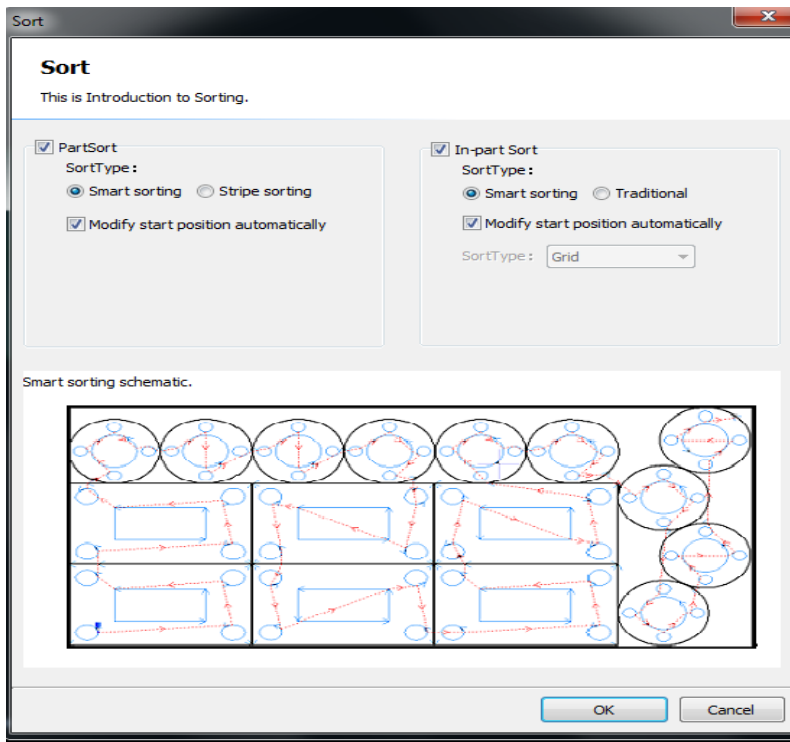 Sort
Sort
This is Introduction to Sorting.
PartSort
SortType:
Smart sorting Stripe sorting
Modify start position automatically
In-part Sort
SortType:
Smart sorting Traditional
Modify start position automatically
SortType: Grid
Smart sorting schematic.
OK Cancel